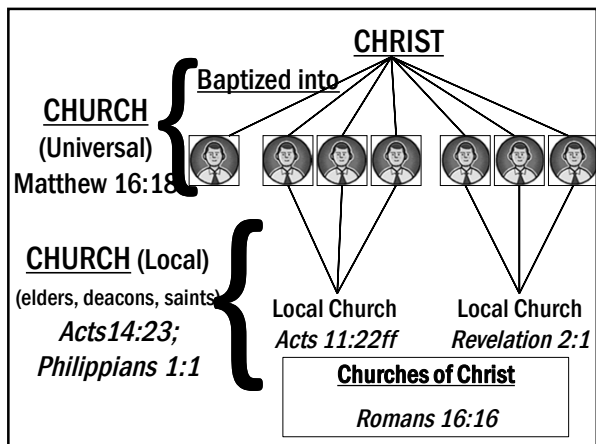 CHRIST
Baptized into
CHURCH
(Universal)
Matthew 16:18
CHURCH (Local)
(elders, deacons, saints)
Acts14:23;
Philippians 1:1
Local Church
Acts 11:22ff
Local Church
Revelation 2:1
Churches of Christ
Romans 16:16